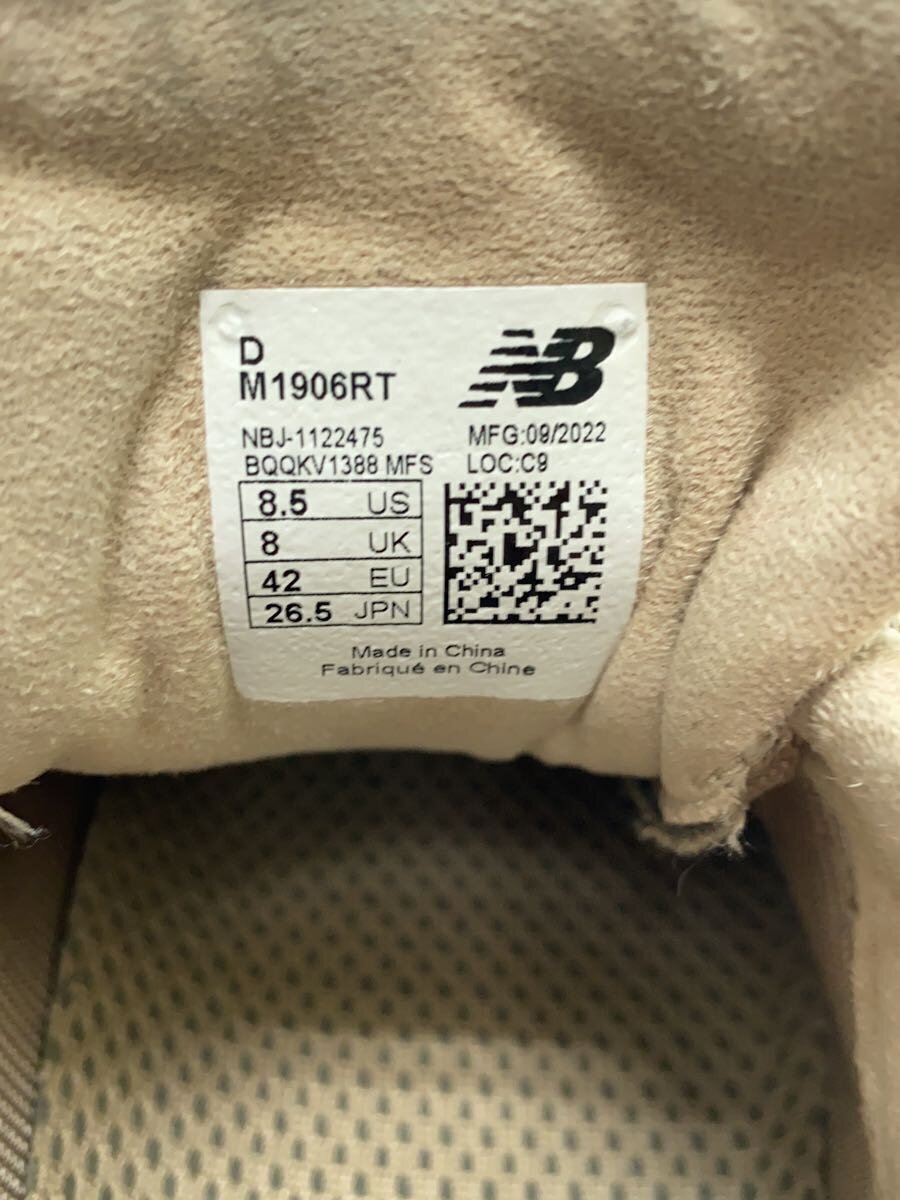 D
M1906RT
NB
NBJ-1122475
MFG:09/2022
BQQKV1388 MFS
LOC:C9
8.5 US
8 UK
42 EU
26.5 JPN
Made in China
Fabriqué en Chine